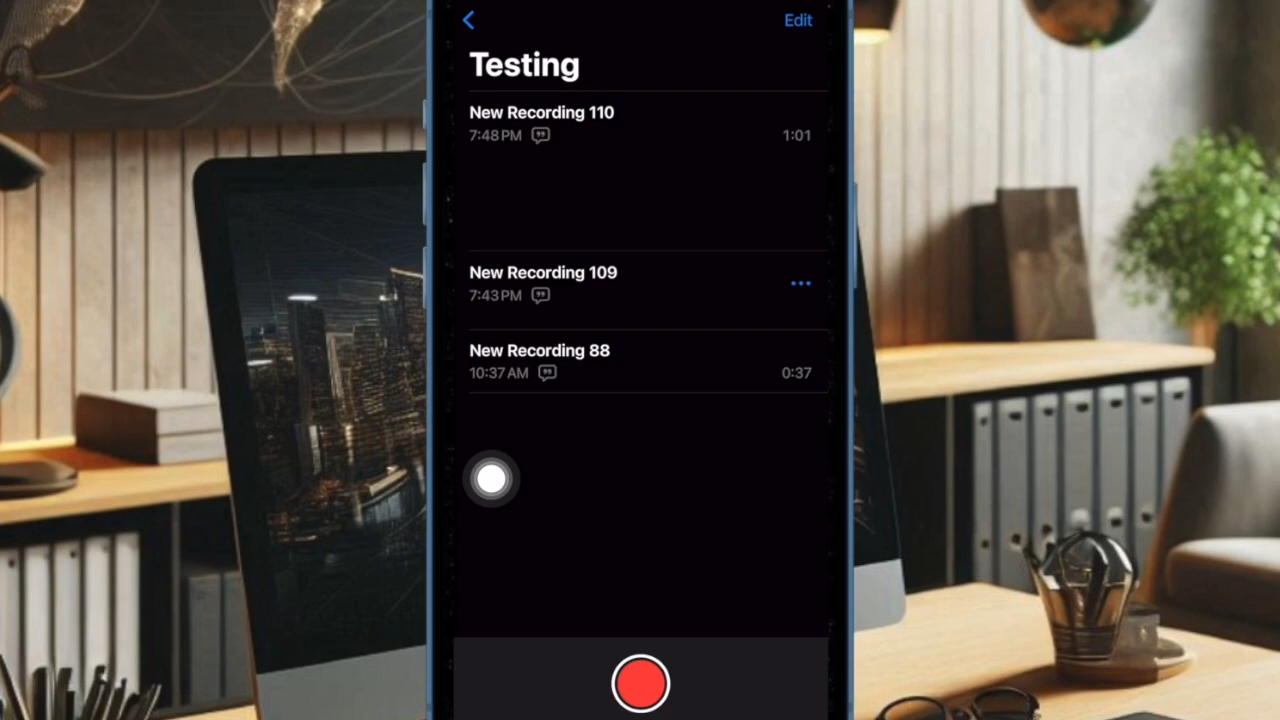 Edit
Testing
New Recording 110
7:48 PM 1:01
New Recording 109
7:43 PM
New Recording 88
10:37 AM 0:37